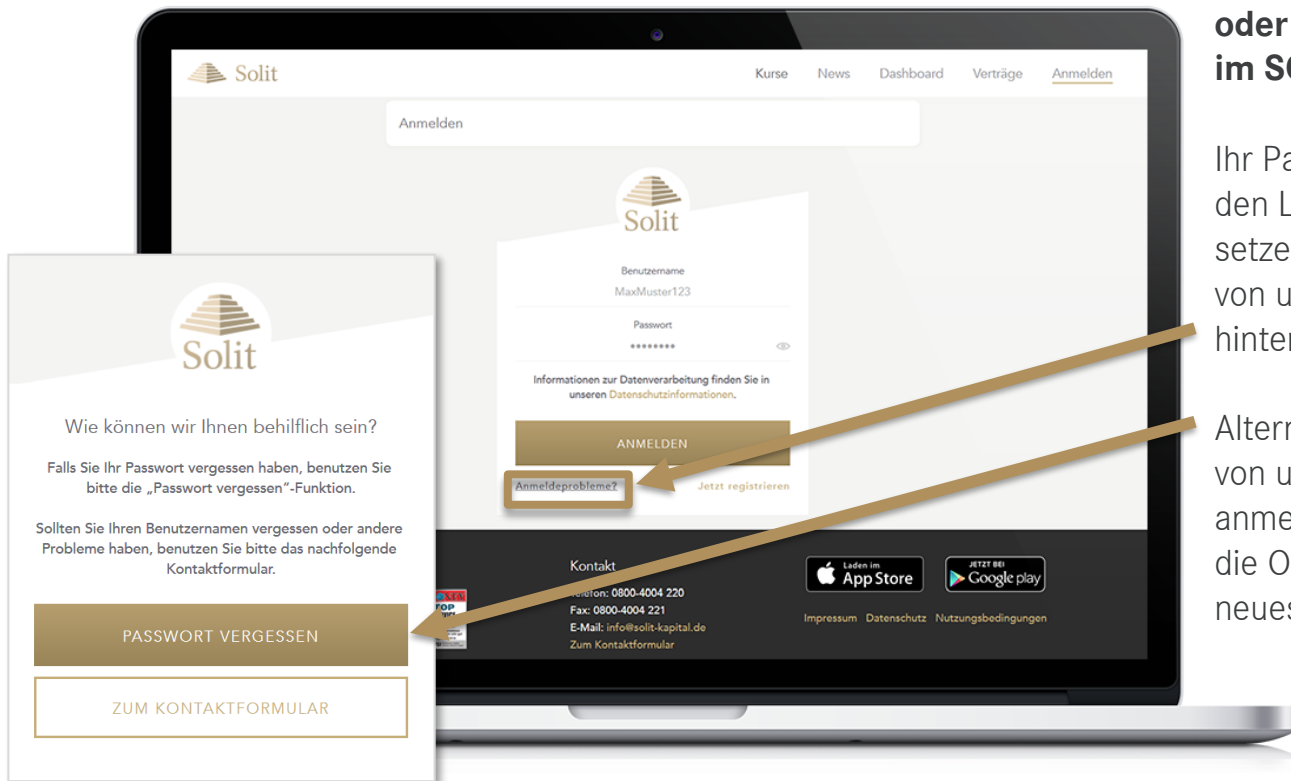 Solit
Kurse News Dashboard Verträge Anmelden
Anmelden
Solit
Benutzername
MaxMuster123
Passwort
Informationen zur Datenverarbeitung finden Sie in
unseren Datenschutzinformationen.
ANMELDEN
Anmeldeprobleme? Jetzt registrieren
Kontakt
Telefon: 0800-4004 220
Fax: 0800-4004 221
E-Mail: info@solit-kapital.de
Zum Kontaktformular
Laden im
App Store
JETZT BEI
Google play
Impressum Datenschutz Nutzungsbedingungen
Solit
Wie können wir Ihnen behilflich sein?
Falls Sie Ihr Passwort vergessen haben, benutzen Sie
bitte die „Passwort vergessen“-Funktion.
Sollten Sie Ihren Benutzernamen vergessen oder andere
Probleme haben, benutzen Sie bitte das nachfolgende
Kontaktformular.
PASSWORT VERGESSEN
ZUM KONTAKTFORMULAR
oder
im
Ihr
den
setze
von
hinter
Altern
von
anme
die
neues